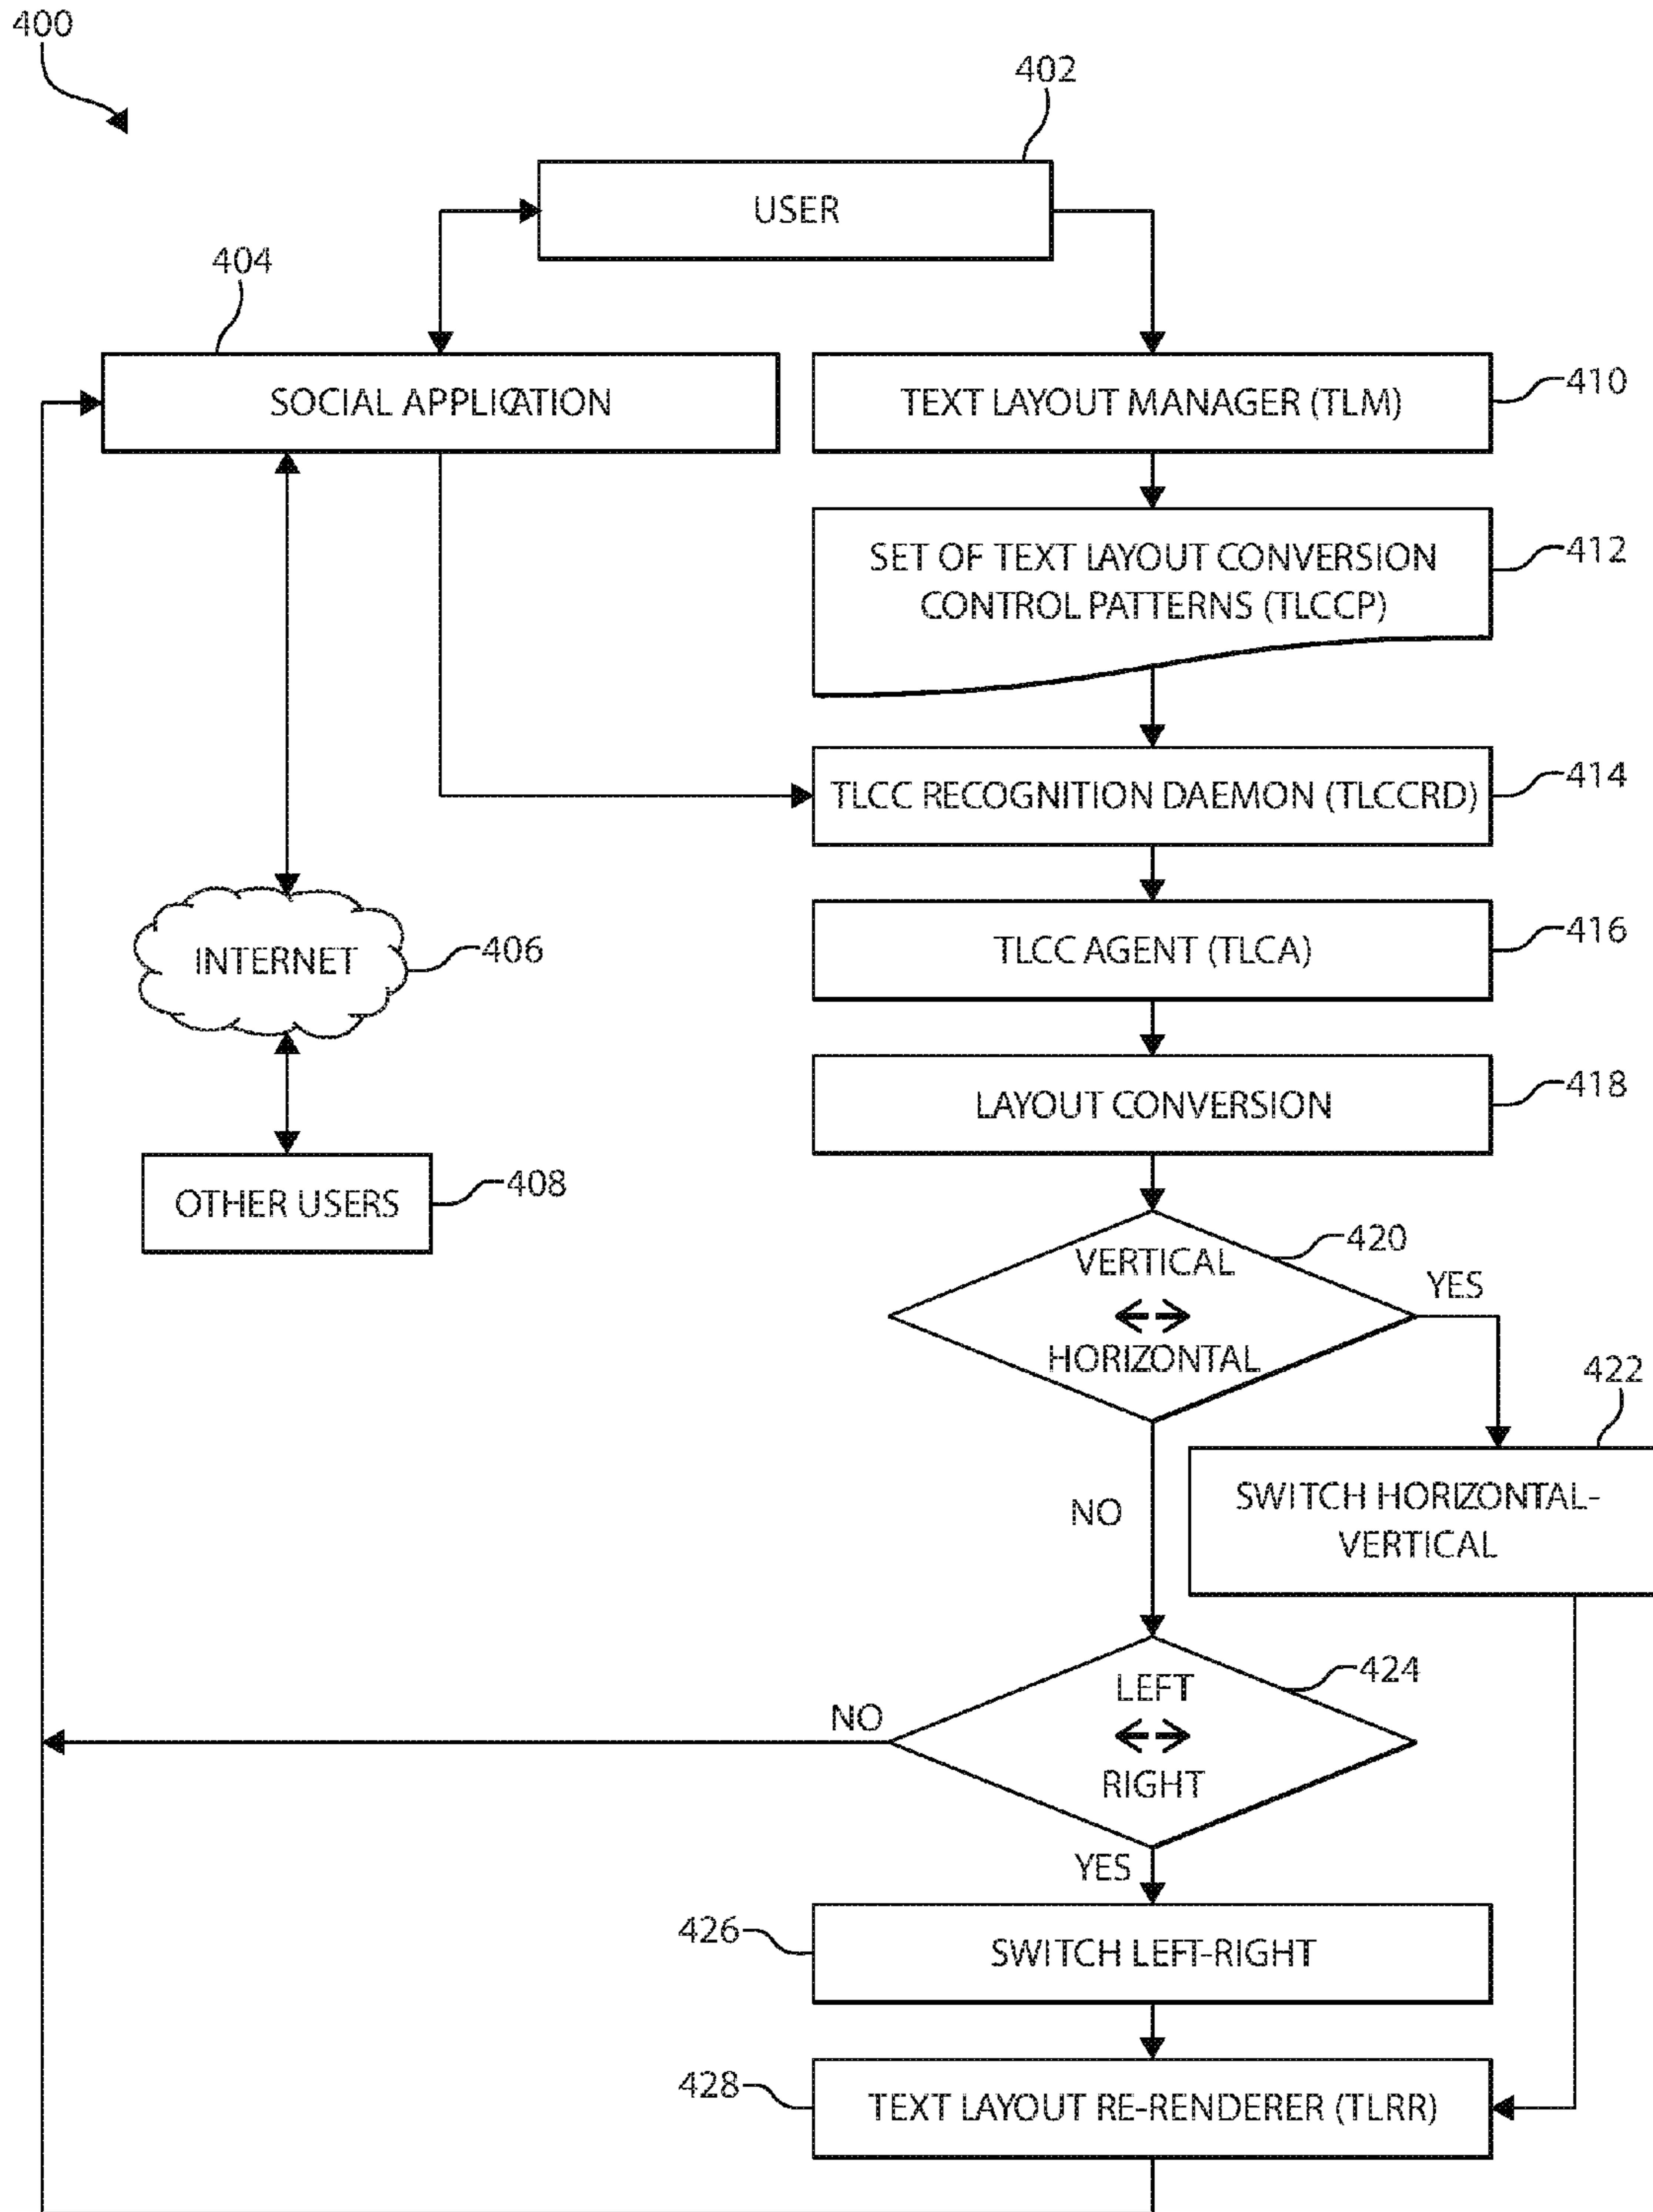 400
402
USER
404
SOCIAL APPLICATION
TEXT LAYOUT MANAGER (TLM)
410
SET OF TEXT LAYOUT CONVERSION
CONTROL PATTERNS (TLCCP)
412
TLCC RECOGNITION DAEMON (TLCCRD)
414
TLCC AGENT (TLCA)
416
INTERNET
406
LAYOUT CONVERSION
418
OTHER USERS
408
VERTICAL
HORIZONTAL
420
YES
422
NO
SWITCH HORIZONTAL-
VERTICAL
LEFT
RIGHT
424
NO
YES
426
SWITCH LEFT-RIGHT
428
TEXT LAYOUT RE-RENDERER (TLRR)